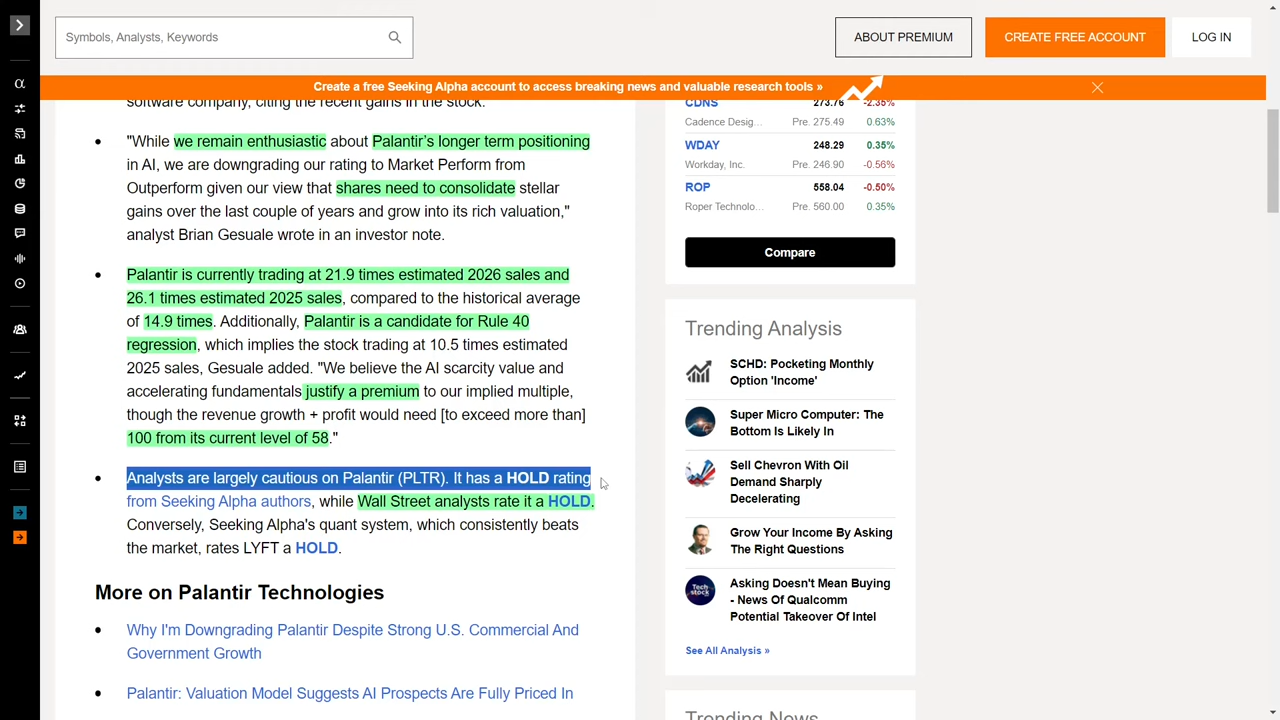 Symbols, Analysts, Keywords
ABOUT PREMIUM
CREATE FREE ACCOUNT
LOG IN
Create a free Seeking Alpha account to access breaking news and valuable research tools »
software company, citing the recent gains in the stock.
"While we remain enthusiastic about Palantir’s longer term positioning
in AI, we are downgrading our rating to Market Perform from
Outperform given our view that shares need to consolidate stellar
gains over the last couple of years and grow into its rich valuation,"
analyst Brian Gesuale wrote in an investor note.
Palantir is currently trading at 21.9 times estimated 2026 sales and
26.1 times estimated 2025 sales, compared to the historical average
of 14.9 times. Additionally, Palantir is a candidate for Rule 40
regression, which implies the stock trading at 10.5 times estimated
2025 sales, Gesuale added. "We believe the AI scarcity value and
accelerating fundamentals justify a premium to our implied multiple,
though the revenue growth + profit would need [to exceed more than]
100 from its current level of 58."
Analysts are largely cautious on Palantir (PLTR). It has a HOLD rating
from Seeking Alpha authors, while Wall Street analysts rate it a HOLD.
Conversely, Seeking Alpha's quant system, which consistently beats
the market, rates LYFT a HOLD.
More on Palantir Technologies
Why I'm Downgrading Palantir Despite Strong U.S. Commercial And
Government Growth
Palantir: Valuation Model Suggests AI Prospects Are Fully Priced In
CDNS 273.76 -2.35%
Cadence Desig... Pre. 275.49 0.63%
WDAY 248.29 0.35%
Workday, Inc. Pre. 246.90 -0.56%
ROP 558.04 -0.50%
Roper Technolo... Pre. 560.00 0.35%
Compare
Trending Analysis
SCHD: Pocketing Monthly
Option 'Income'
Super Micro Computer: The
Bottom Is Likely In
Sell Chevron With Oil
Demand Sharply
Decelerating
Grow Your Income By Asking
The Right Questions
Tech
stock
Asking Doesn't Mean Buying
- News Of Qualcomm
Potential Takeover Of Intel
See All Analysis »
Trending News